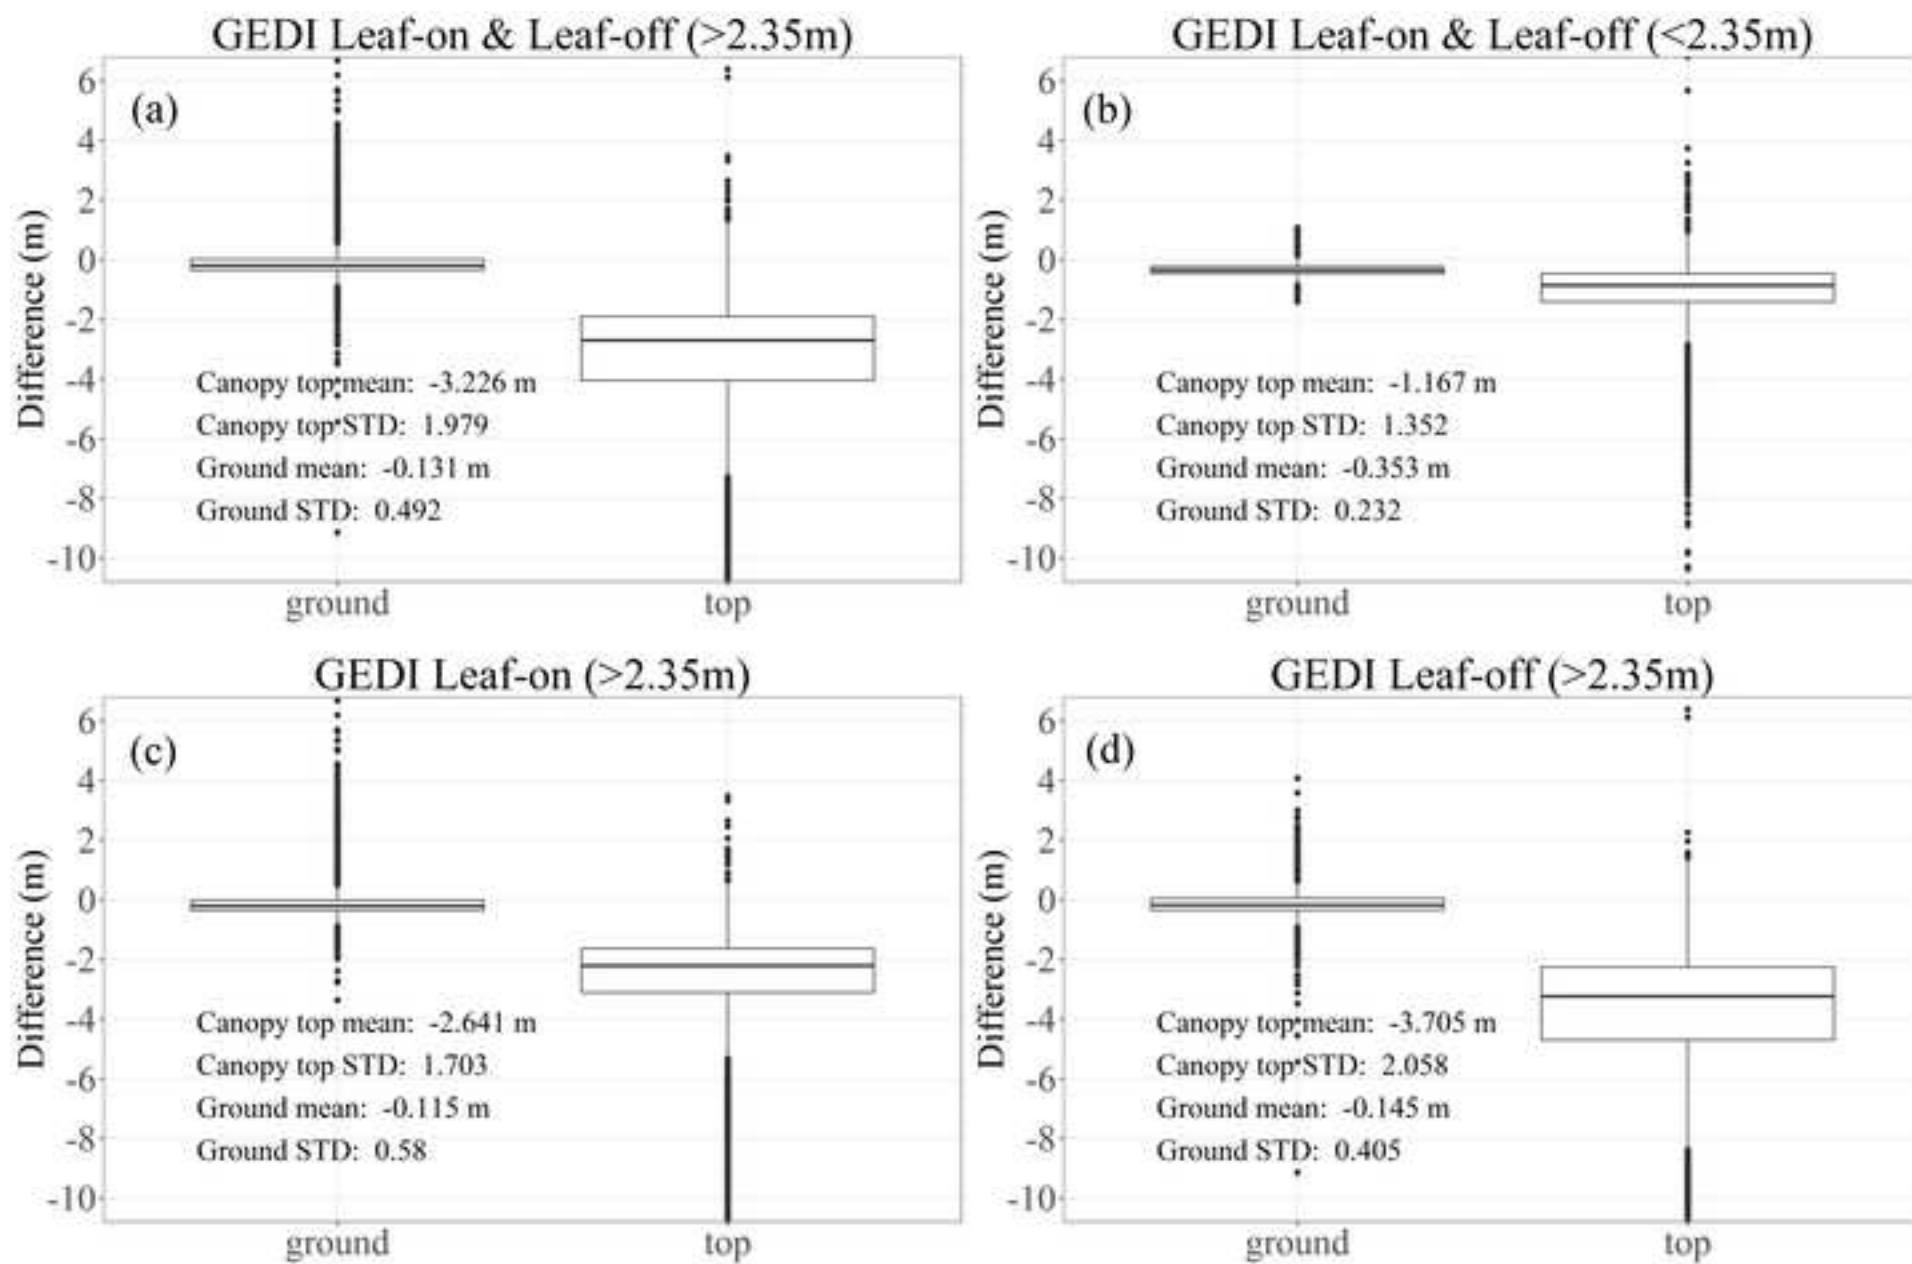 GEDI Leaf-on & Leaf-off (>2.35m)
(a)
6
4
2
0
-2
-4
-6
-8
-10
Difference (m)
Canopy top mean: -3.226 m
Canopy top STD: 1.979
Ground mean: -0.131 m
Ground STD: 0.492
ground top
GEDI Leaf-on & Leaf-off (<2.35m)
(b)
6
4
2
0
-2
-4
-6
-8
-10
Difference (m)
Canopy top mean: -1.167 m
Canopy top STD: 1.352
Ground mean: -0.353 m
Ground STD: 0.232
ground top
GEDI Leaf-on (>2.35m)
(c)
6
4
2
0
-2
-4
-6
-8
-10
Difference (m)
Canopy top mean: -2.641 m
Canopy top STD: 1.703
Ground mean: -0.115 m
Ground STD: 0.58
ground top
GEDI Leaf-off (>2.35m)
(d)
6
4
2
0
-2
-4
-6
-8
-10
Difference (m)
Canopy top mean: -3.705 m
Canopy top STD: 2.058
Ground mean: -0.145 m
Ground STD: 0.405
ground top